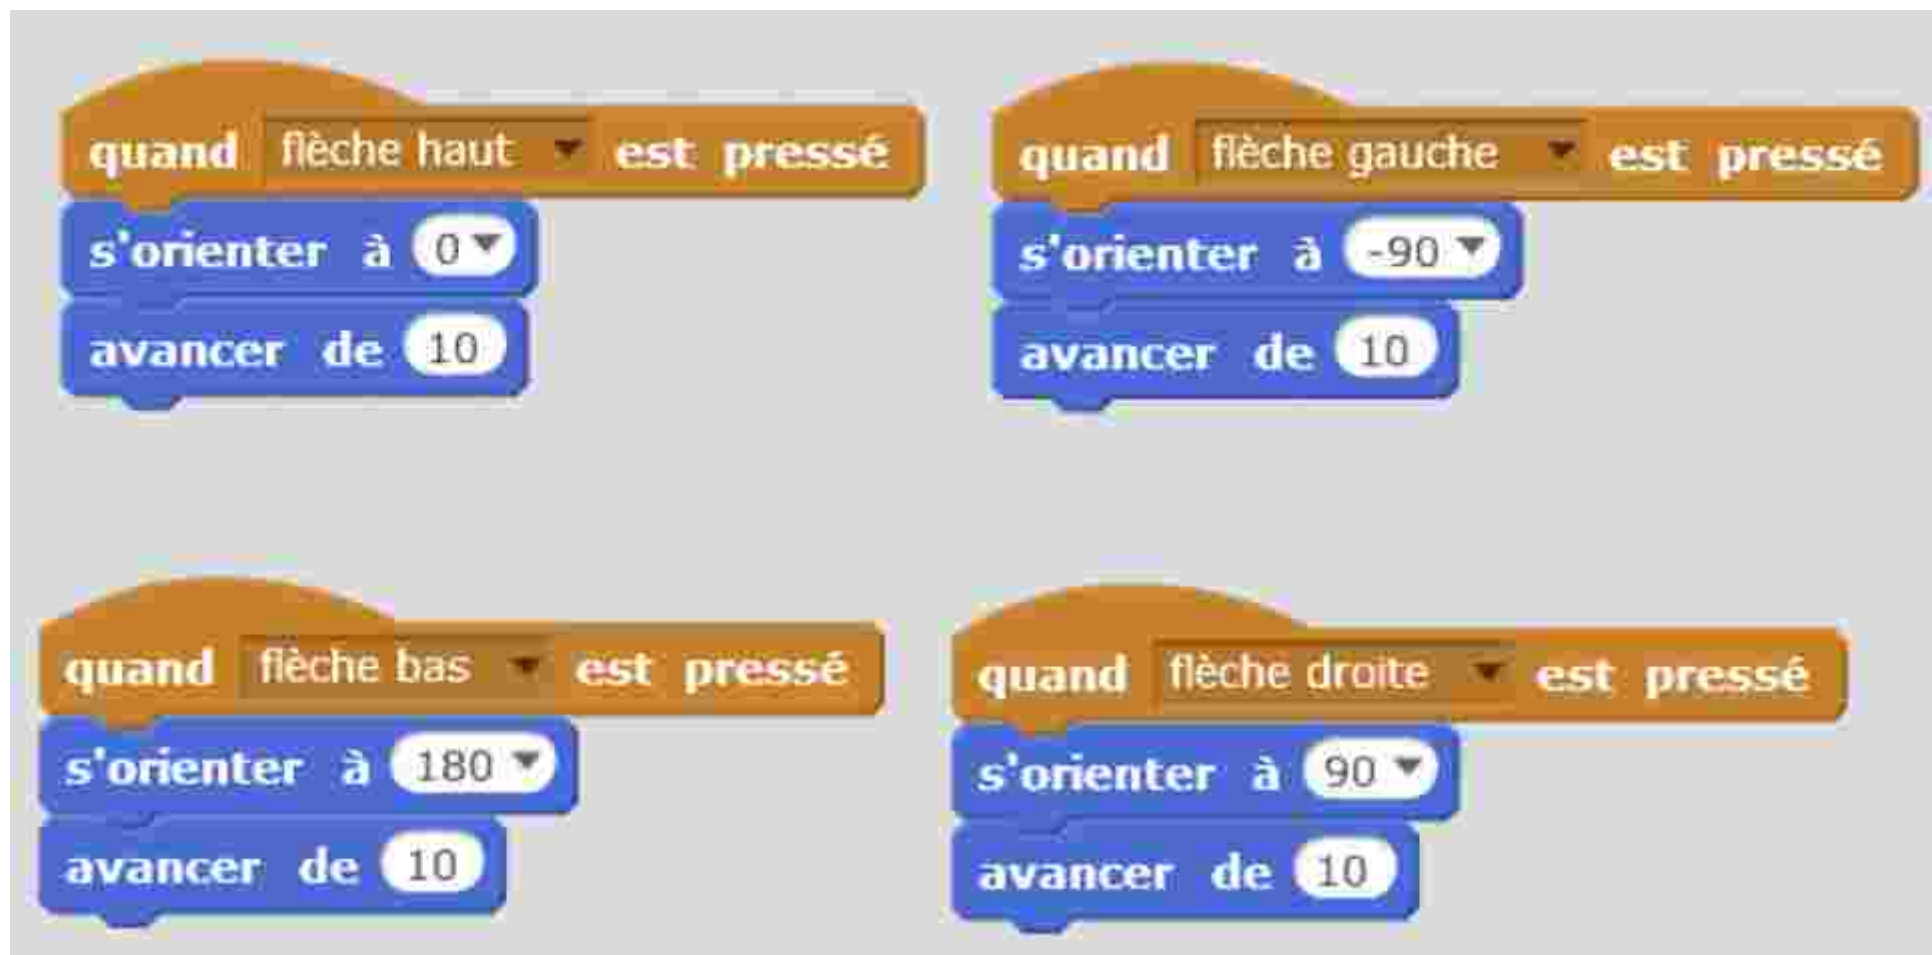 quand flèche haut est pressé
s'orienter à 0
avancer de 10
quand flèche gauche est pressé
s'orienter à -90
avancer de 10
quand flèche bas est pressé
s'orienter à 180
avancer de 10
quand flèche droite est pressé
s'orienter à 90
avancer de 10